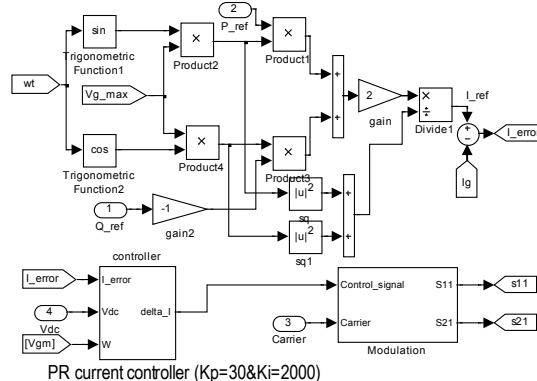 2
P_ref
sin
×
×
Trigonometric
Function1
Product2
Product1
+
+
wt
Vg_max
2
gain
×
÷
Divide1
I_ref
+
−
I_error
cos
×
×
Trigonometric
Function2
Product4
Product3
Ig
1
Q_ref
-1
gain2
|u|2
sq
|u|2
sq1
+
+
controller
I_error
I_error
4
Vdc
Vdc
[Vgm]
W
delta_I
Control_signal
S11
s11
3
Carrier
Carrier
S21
s21
Modulation
PR current controller (Kp=30&Ki=2000)